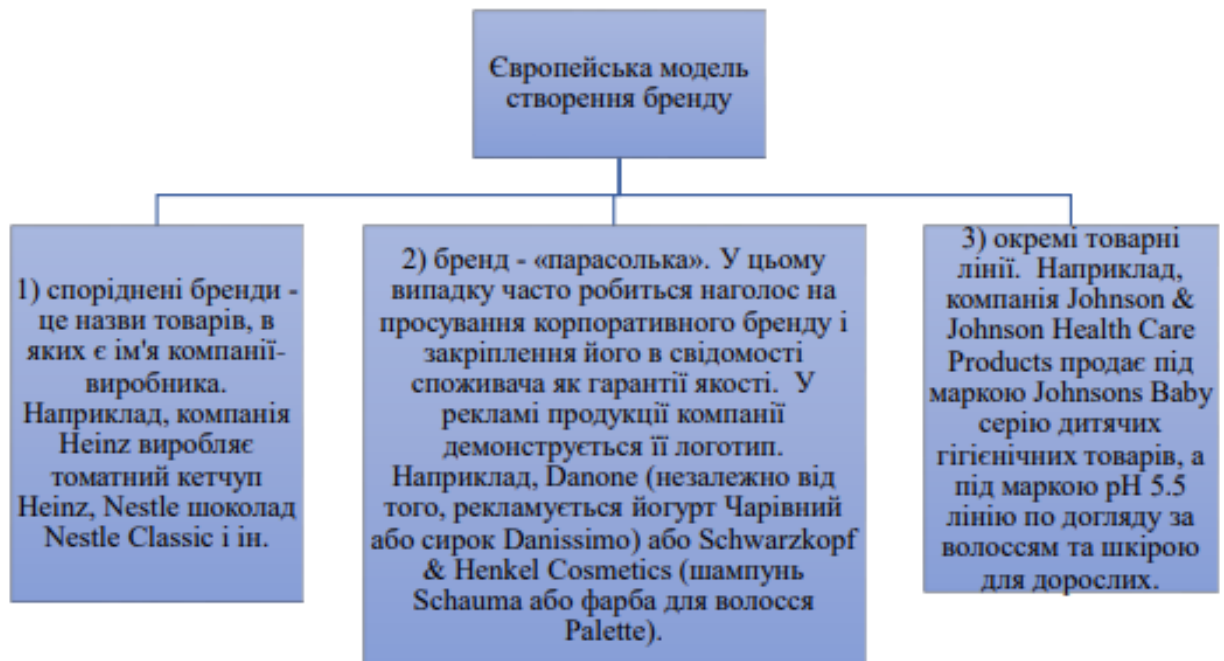 Європейська модель
створення бренду
1) споріднені бренди -
це назви товарів, в
яких є ім'я компанії-
виробника.
Наприклад, компанія
Heinz виробляє
томатний кетчуп
Heinz, Nestle шоколад
Nestle Classic і ін.
2) бренд - «парасолька». У цьому
випадку часто робиться наголос на
просування корпоративного бренду і
закріплення його в свідомості
споживача як гарантії якості. У
рекламі продукції компанії
демонструється її логотип.
Наприклад, Danone (незалежно від
того, рекламується йогурт Чарівний
або сирок Danissimo) або Schwarzkopf
& Henkel Cosmetics (шампунь
Schauma або фарба для волосся
Palette).
3) окремі товарні
лінії. Наприклад,
компанія Johnson &
Johnson Health Care
Products продає під
маркою Johnsons Baby
серію дитячих
гігієнічних товарів, а
під маркою pH 5.5
лінію по догляду за
волоссям та шкірою
для дорослих.